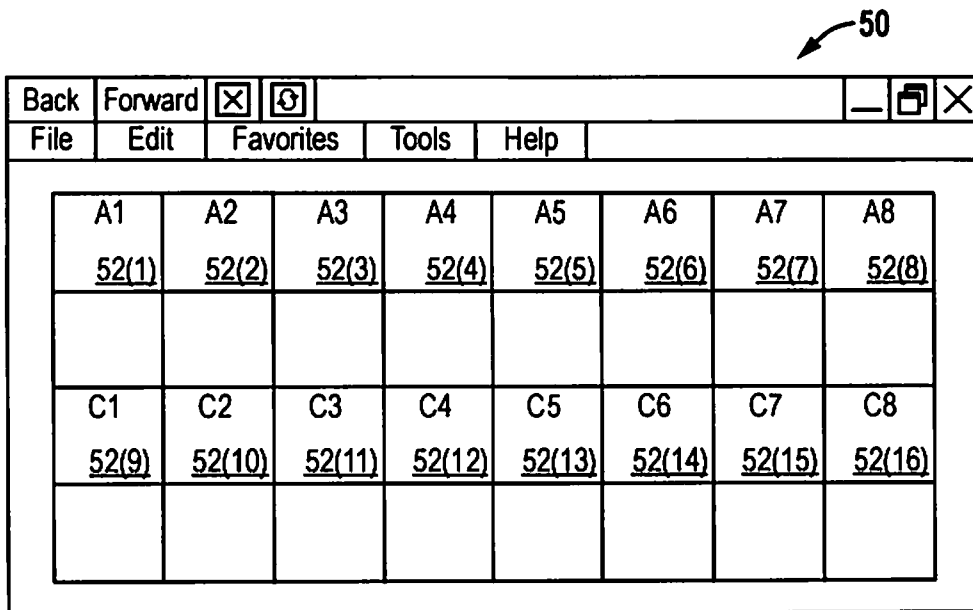 50
Back Forward
File Edit Favorites Tools Help
A1 A2 A3 A4 A5 A6 A7 A8
52(1) 52(2) 52(3) 52(4) 52(5) 52(6) 52(7) 52(8)
C1 C2 C3 C4 C5 C6 C7 C8
52(9) 52(10) 52(11) 52(12) 52(13) 52(14) 52(15) 52(16)